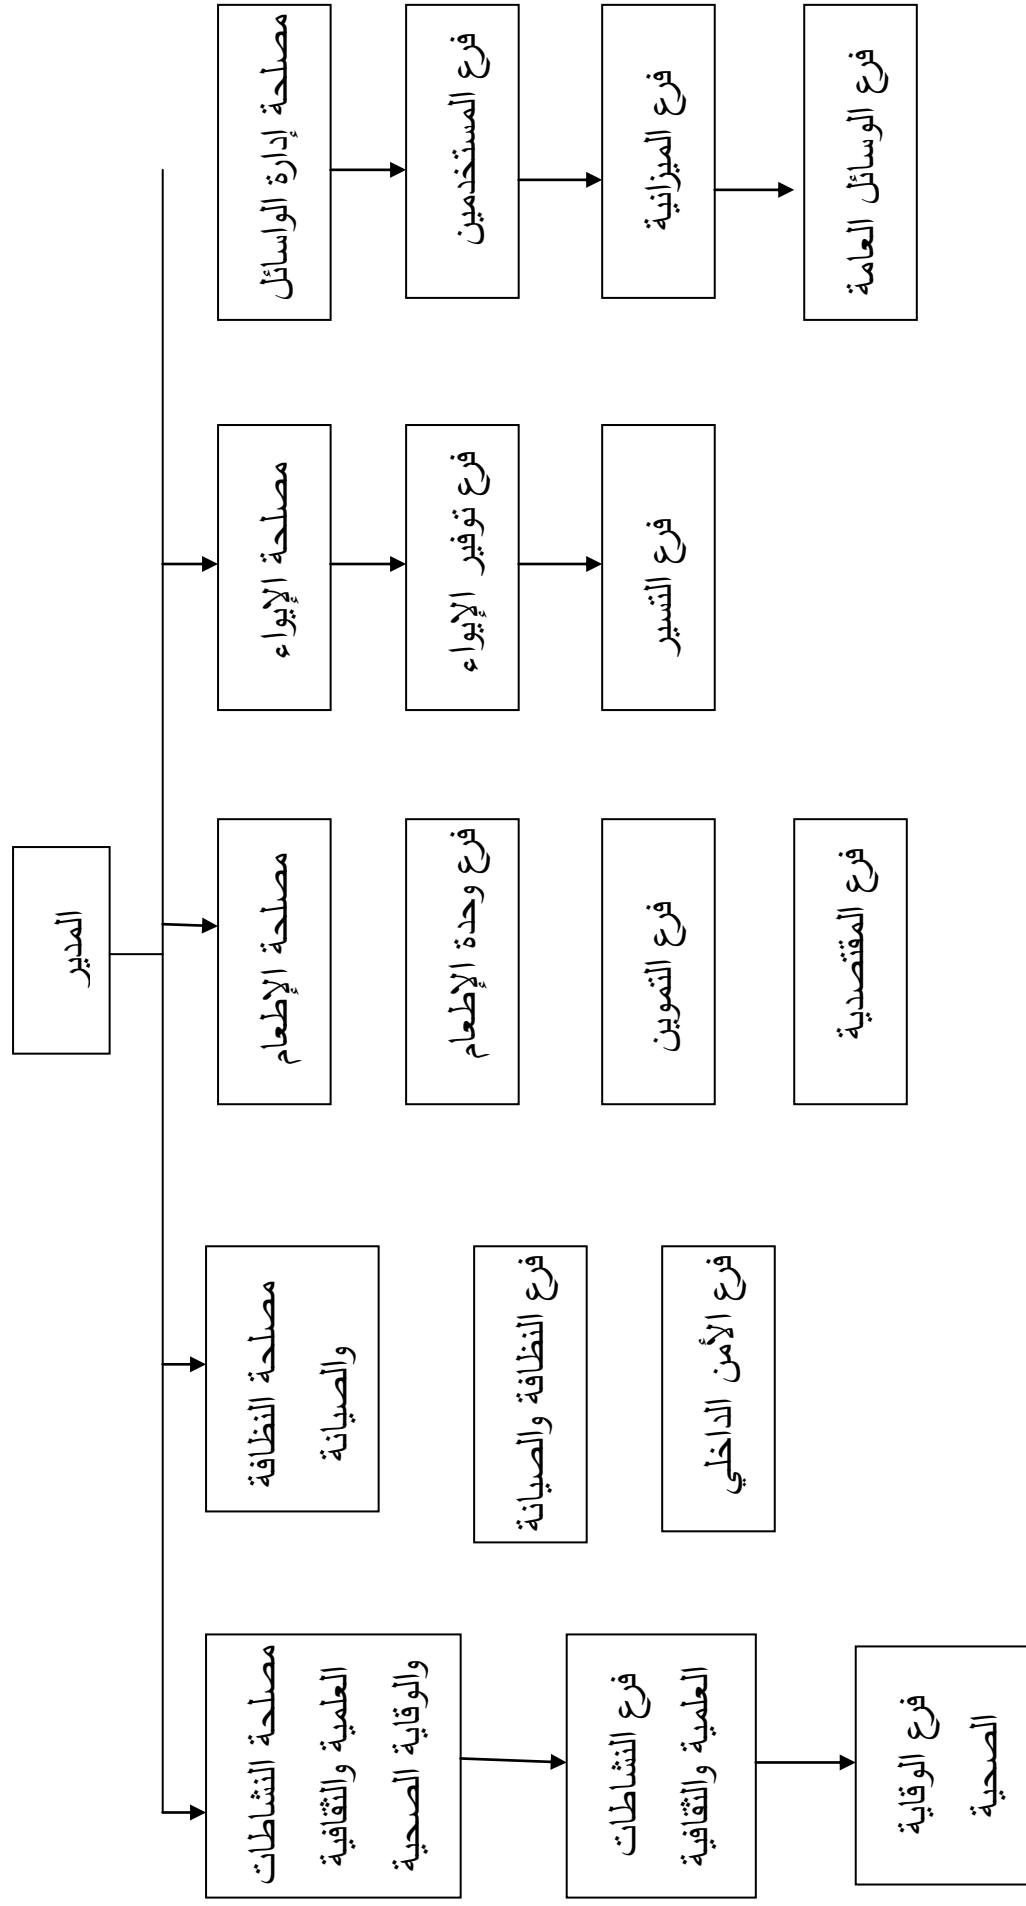 المدير
مصلحة إدارة الواسائل
مصلحة الإيواء
مصلحة الإطعام
مصلحة النظافة
والصيانة
مصلحة النشاطات
العلمية والثقافية
والوقاية الصحية
فرع المستخدمين
فرع توفير الإيواء
فرع وحدة الإطعام
فرع النظافة والصيانة
فرع النشاطات
العلمية والثقافية
فرع الميزانية
فرع التسير
فرع التموين
فرع الأمن الداخلي
فرع الوقاية
الصحية
فرع الوسائل العامة
فرع المقتصدية